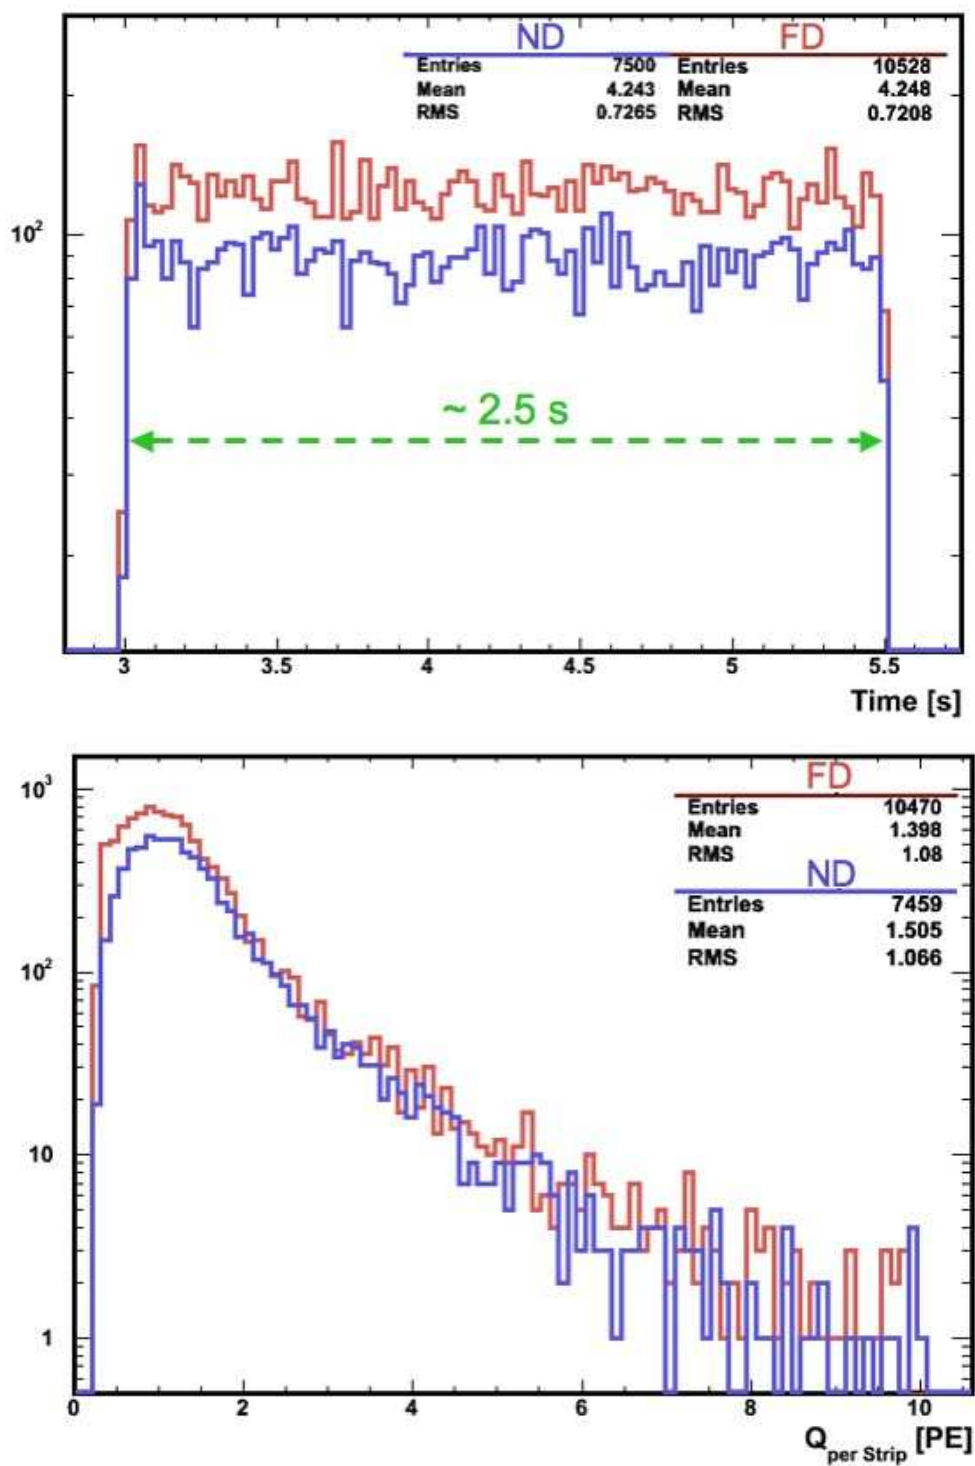 ND FD
Entries 7500 Entries 10528
Mean 4.243 Mean 4.248
RMS 0.7265 RMS 0.7208
10²
~ 2.5 s
3 3.5 4 4.5 5 5.5
Time [s]
10³
FD
Entries 10470
Mean 1.398
RMS 1.08
ND
Entries 7459
Mean 1.505
RMS 1.066
10²
10
1
0 2 4 6 8 10
Q per Strip [PE]